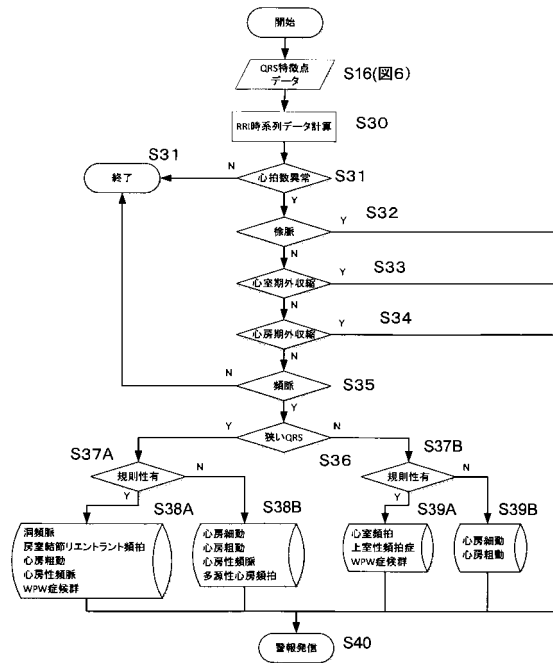 開始
QRS特徴点
データ
S16(図6)
RRI時系列データ計算
S30
S31
終了
N
心拍数異常
S31
Y
徐脈
Y
S32
N
心室期外収縮
Y
S33
N
心房期外収縮
Y
S34
N
N
頻脈
S35
Y
Y
狭いQRS
N
S36
S37A
規則性有
N
Y
S37B
規則性有
N
Y
S38A
洞頻脈
房室結節リエントラント頻拍
心房粗動
心房性頻脈
WPW症候群
S38B
心房細動
心房粗動
心房性頻脈
多源性心房頻拍
S39A
心室頻拍
上室性頻拍症
WPW症候群
S39B
心房細動
心房粗動
警報発信
S40